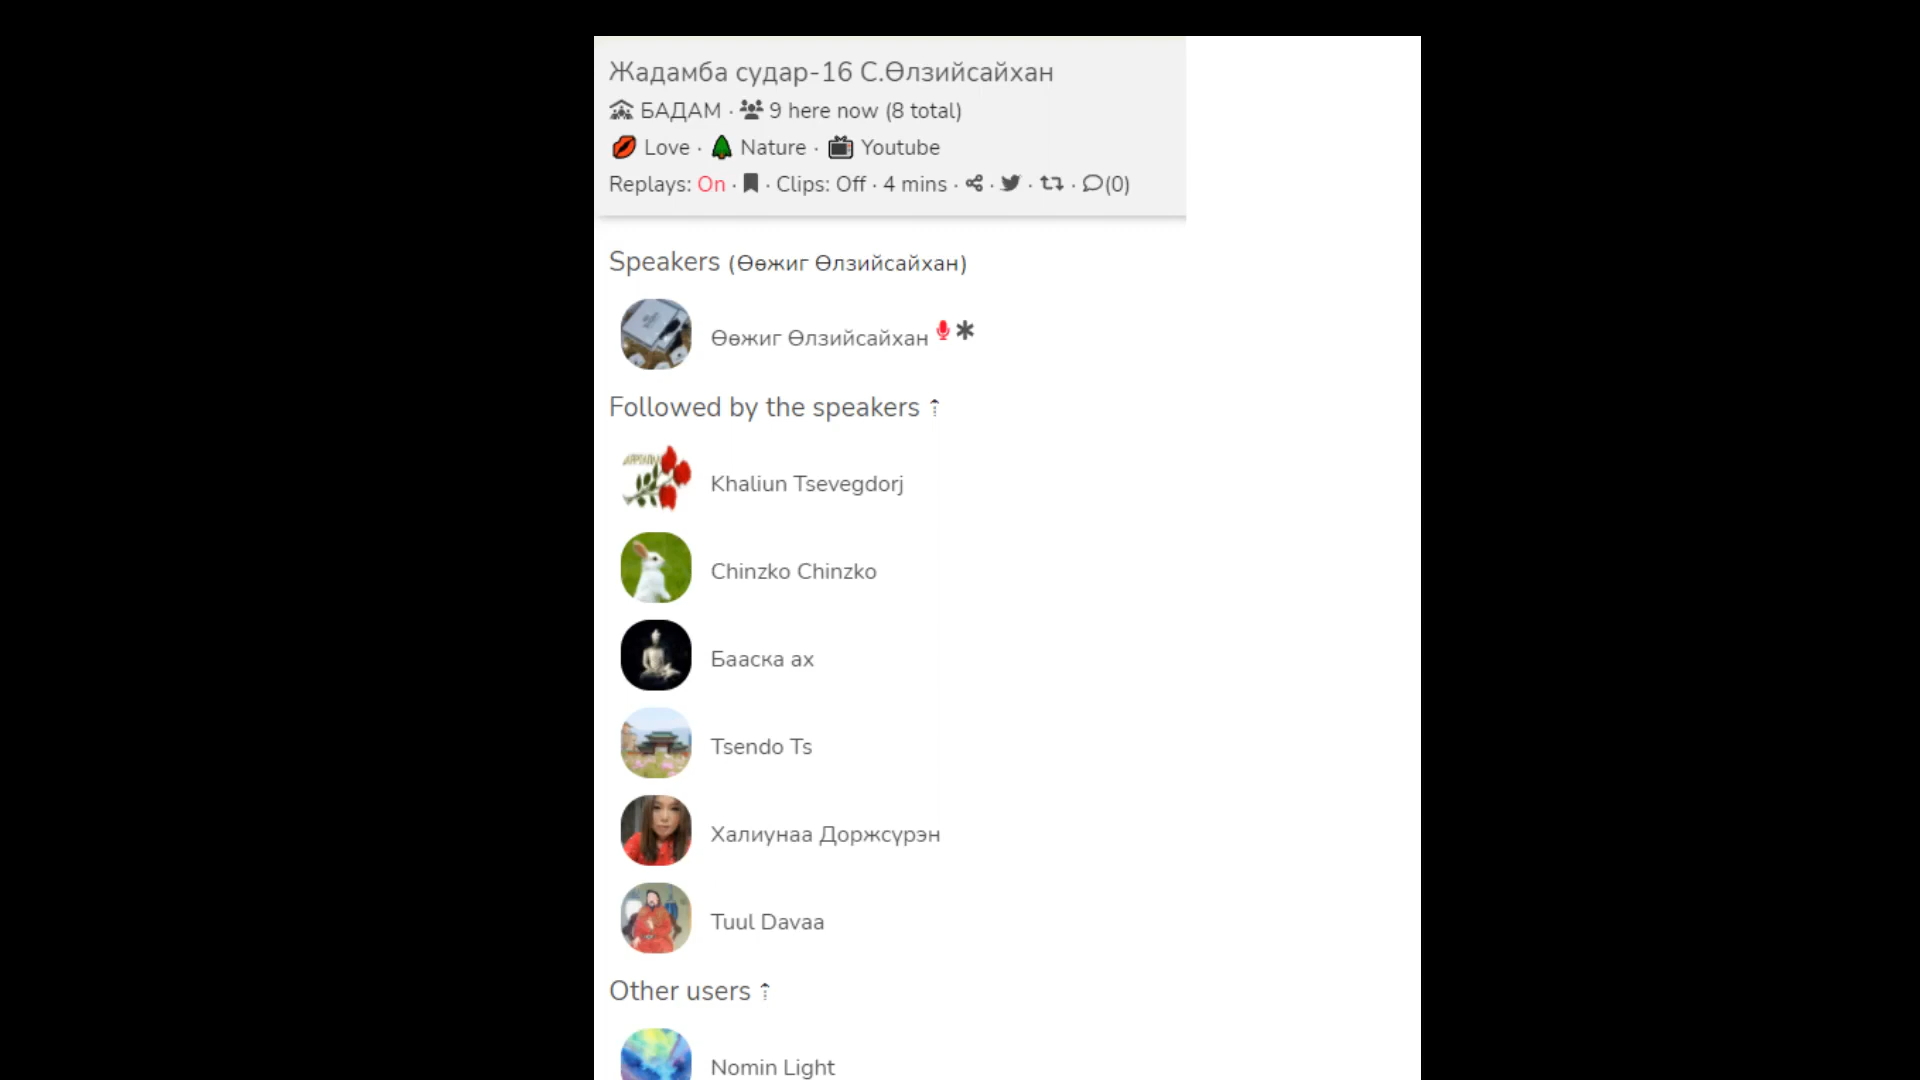 Жадамба судар-16 С.Өлзийсайхан
БАДАМ · 9 here now (8 total)
Love · Nature · Youtube
Replays: On · · Clips: Off · 4 mins · · · · (0)
Speakers (Өөжиг Өлзийсайхан)
Өөжиг Өлзийсайхан
Followed by the speakers ⇡
Khaliun Tsevegdorj
Chinzko Chinzko
Бааска ах
Tsendo Ts
Халиунаа Доржсүрэн
Tuul Davaa
Other users ⇡
Nomin Light